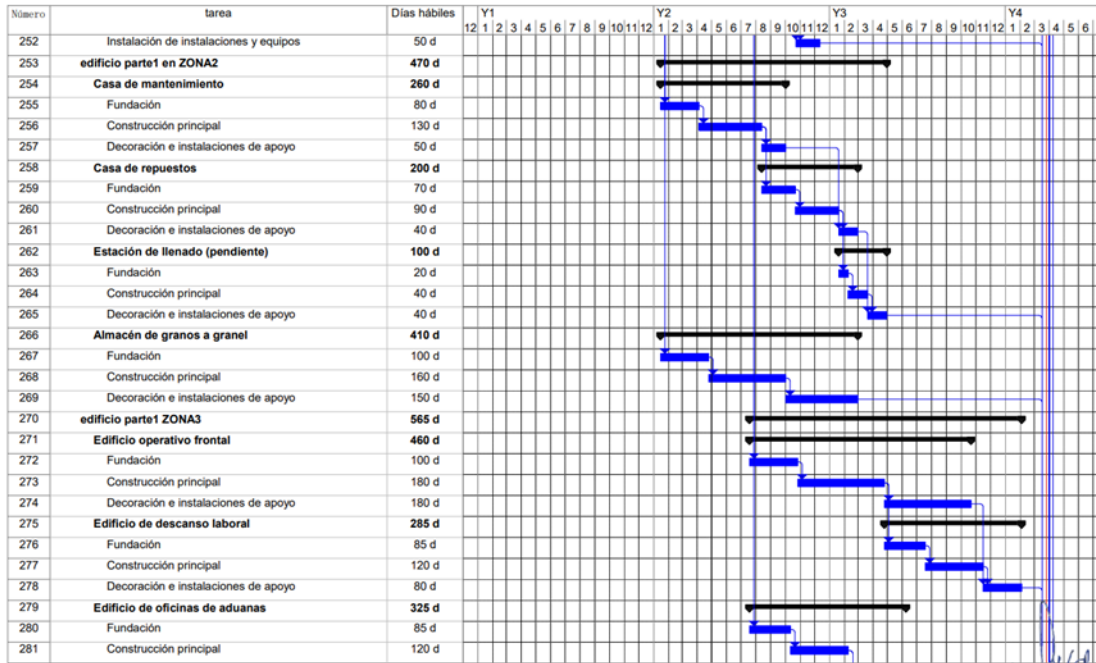 Número tarea Días hábiles Y1 Y2 Y3 Y4
12 1 2 3 4 5 6 7 8 9 10 11 12 1 2 3 4 5 6 7 8 9 10 11 12 1 2 3 4 5 6 7 8 9 10 11 12 1 2 3 4 5 6
252 Instalación de instalaciones y equipos 50 d
253 edificio parte1 en ZONA2 470 d
254 Casa de mantenimiento 260 d
255 Fundación 80 d
256 Construcción principal 130 d
257 Decoración e instalaciones de apoyo 50 d
258 Casa de repuestos 200 d
259 Fundación 70 d
260 Construcción principal 90 d
261 Decoración e instalaciones de apoyo 40 d
262 Estación de llenado (pendiente) 100 d
263 Fundación 20 d
264 Construcción principal 40 d
265 Decoración e instalaciones de apoyo 40 d
266 Almacén de granos a granel 410 d
267 Fundación 100 d
268 Construcción principal 160 d
269 Decoración e instalaciones de apoyo 150 d
270 edificio parte1 ZONA3 565 d
271 Edificio operativo frontal 460 d
272 Fundación 100 d
273 Construcción principal 180 d
274 Decoración e instalaciones de apoyo 180 d
275 Edificio de descanso laboral 285 d
276 Fundación 85 d
277 Construcción principal 120 d
278 Decoración e instalaciones de apoyo 80 d
279 Edificio de oficinas de aduanas 325 d
280 Fundación 85 d
281 Construcción principal 120 d